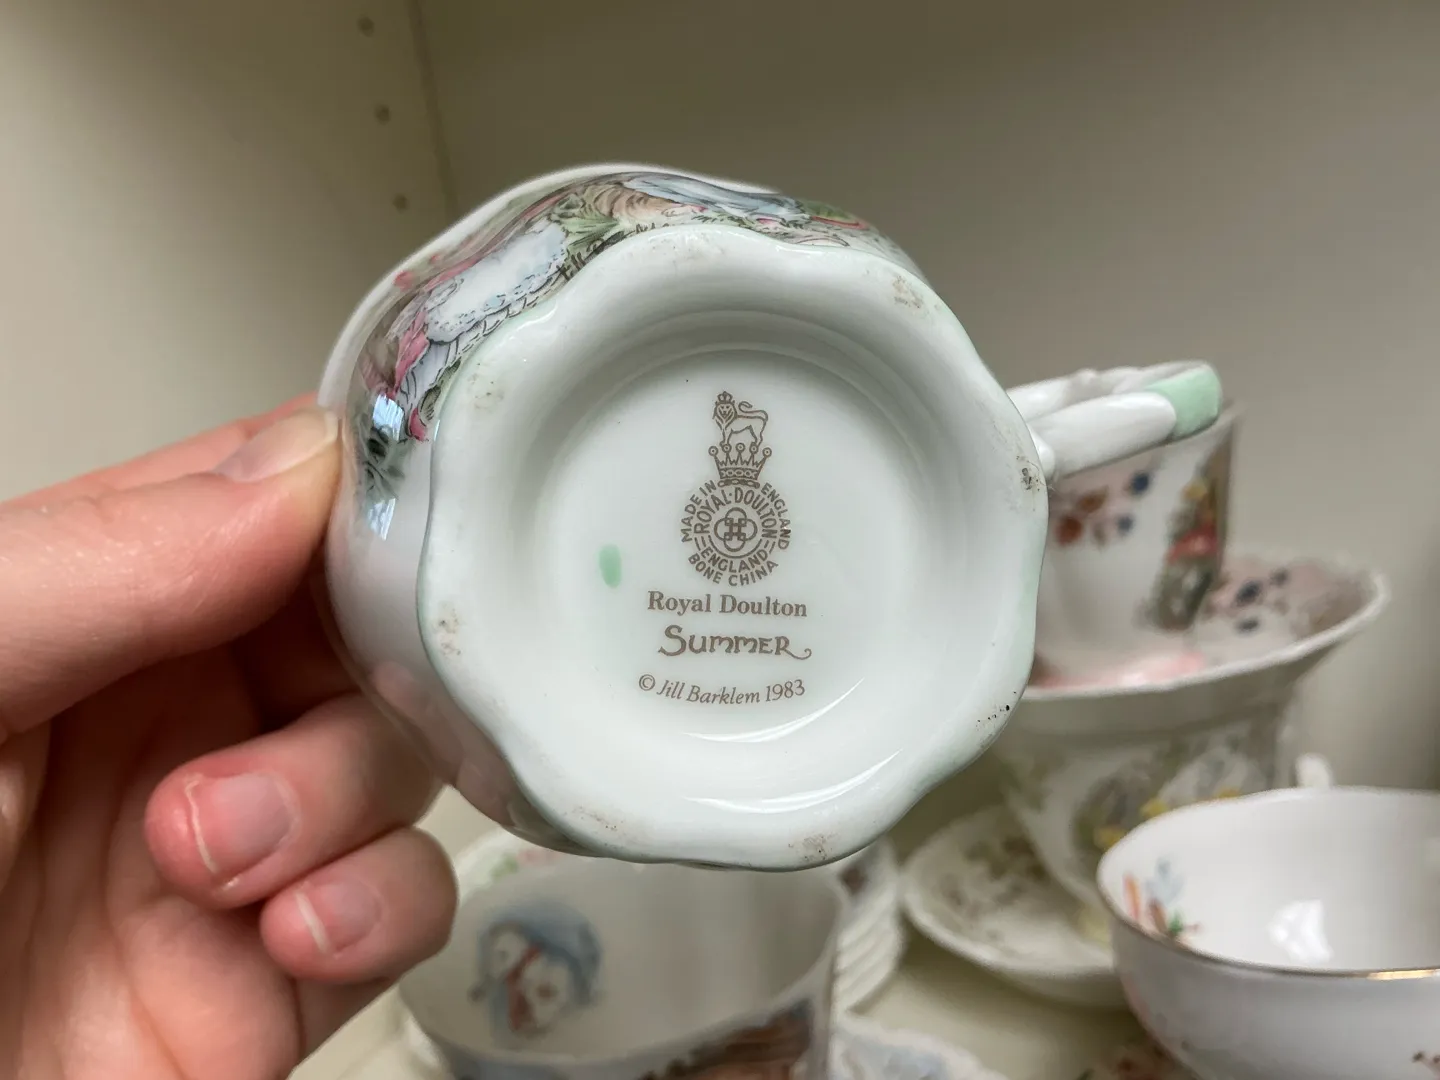 MADE IN ENGLAND
ROYAL·DOULTON
ENGLAND
BONE CHINA
Royal Doulton
SUMMER
© Jill Barklem 1983